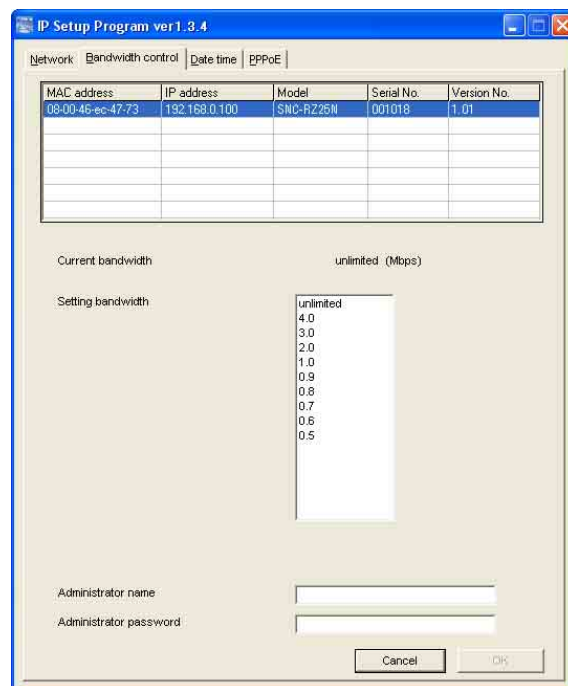 IP Setup Program ver1.3.4
Network Bandwidth control Date time PPPoE
MAC address IP address Model Serial No. Version No.
08-00-46-ec-47-73 192.168.0.100 SNC-RZ25N 001018 1.01
Current bandwidth unlimited (Mbps)
Setting bandwidth unlimited
4.0
3.0
2.0
1.0
0.9
0.8
0.7
0.6
0.5
Administrator name
Administrator password
Cancel OK